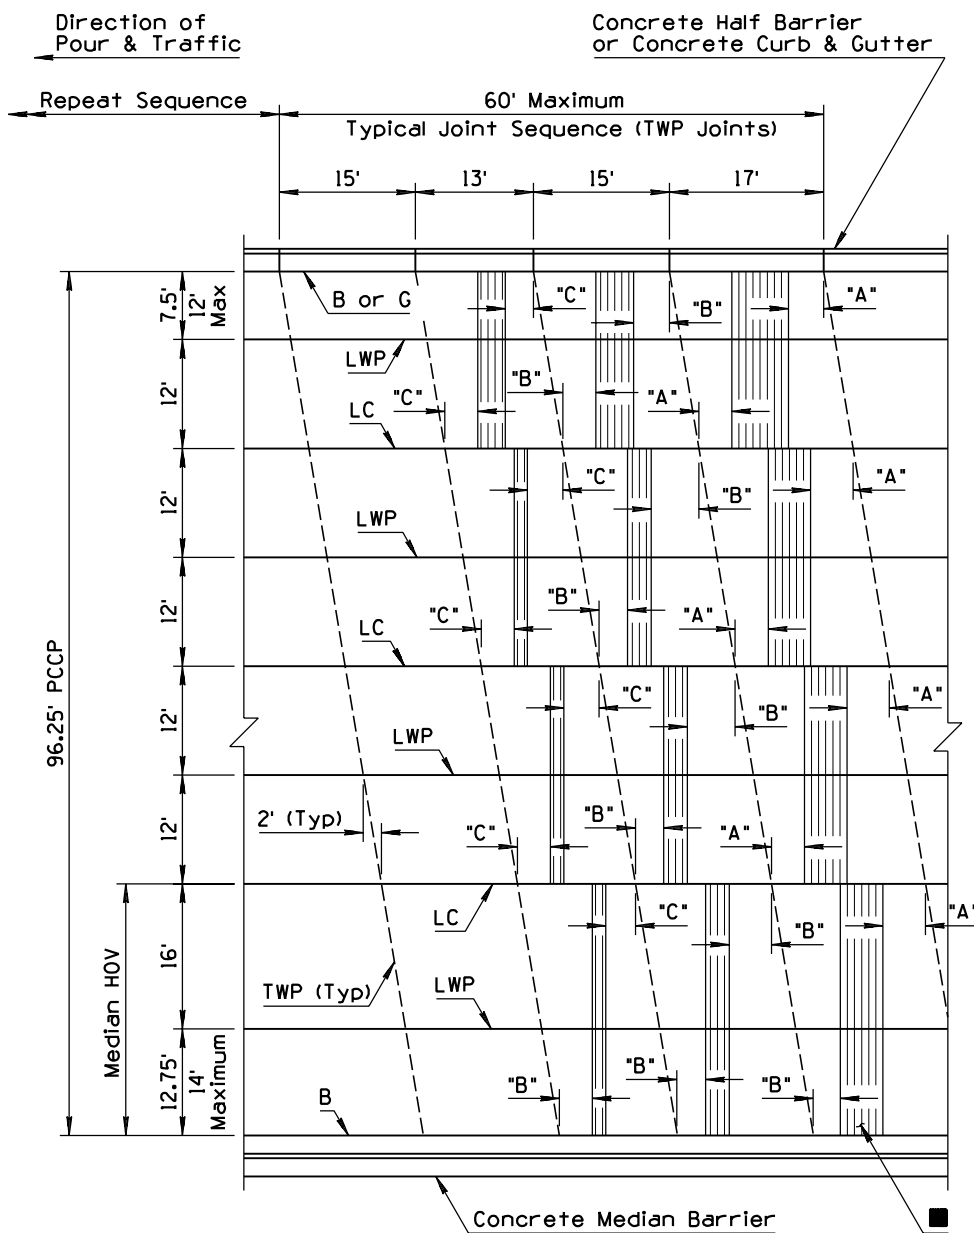 Direction of
Pour & Traffic
Concrete Half Barrier
or Concrete Curb & Gutter
Repeat Sequence
60' Maximum
Typical Joint Sequence (TWP Joints)
15' 13' 15' 17'
7.5'
12'
Max
B or G
"C" "B" "A"
LWP
12'
"C" "B" "A"
LC
12'
"C" "B" "A"
LWP
12'
"C" "B" "A"
LC
96.25' PCCP
12'
"C" "B" "A"
LWP
12'
2' (Typ)
"C" "B" "A"
LC
"C" "B" "A"
16'
TWP (Typ)
LWP
Median HOV
12.75'
14'
Maximum
"B" "B" "B"
B
Concrete Median Barrier